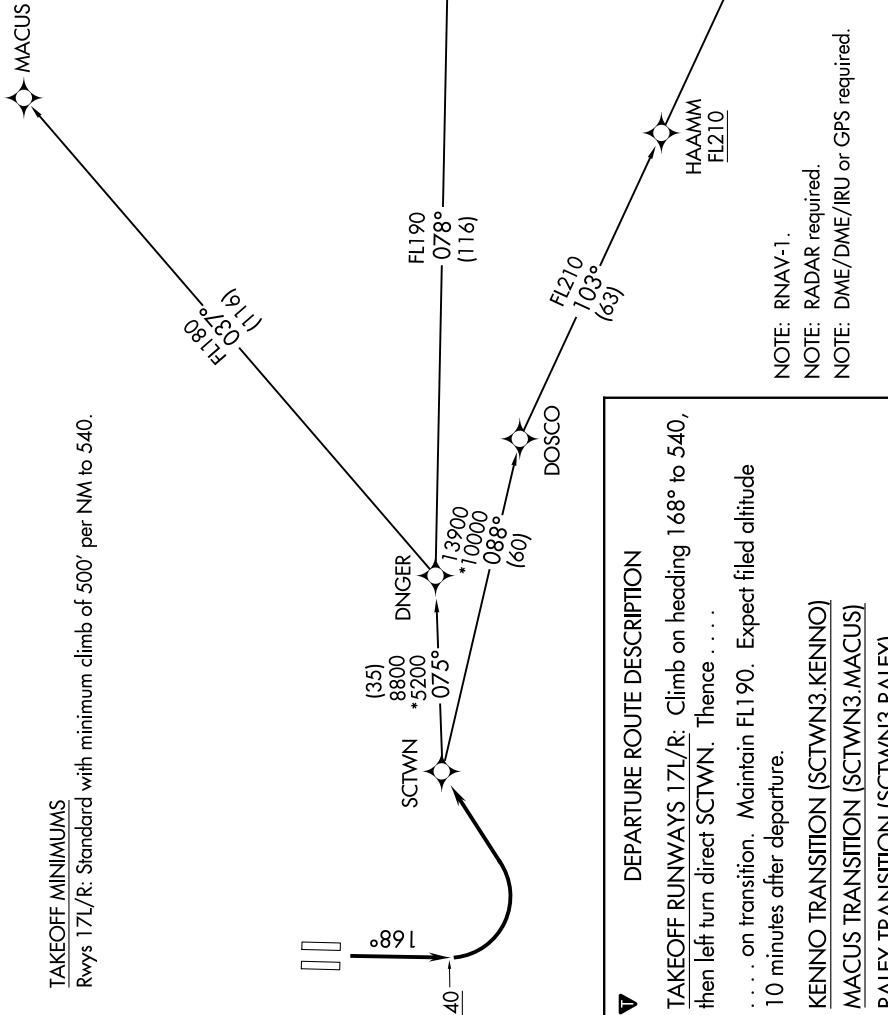 MACUS
TAKEOFF MINIMUMS
Rwys 17L/R: Standard with minimum climb of 500' per NM to 540.
FL180
037°
(116)
FL190
078°
(116)
FL210
103°
(63)
HAAMM
FL210
NOTE: RNAV-1.
NOTE: RADAR required.
NOTE: DME/DME/IRU or GPS required.
DOSCO
DNGER
13900
*10000
088°
(60)
(35)
8800
*5200
075°
SCTWN
168°
40
T
DEPARTURE ROUTE DESCRIPTION
TAKEOFF RUNWAYS 17L/R: Climb on heading 168° to 540,
then left turn direct SCTWN. Thence . . . .
. . . . on transition. Maintain FL190. Expect filed altitude
10 minutes after departure.
KENNO TRANSITION (SCTWN3.KENNO)
MACUS TRANSITION (SCTWN3.MACUS)